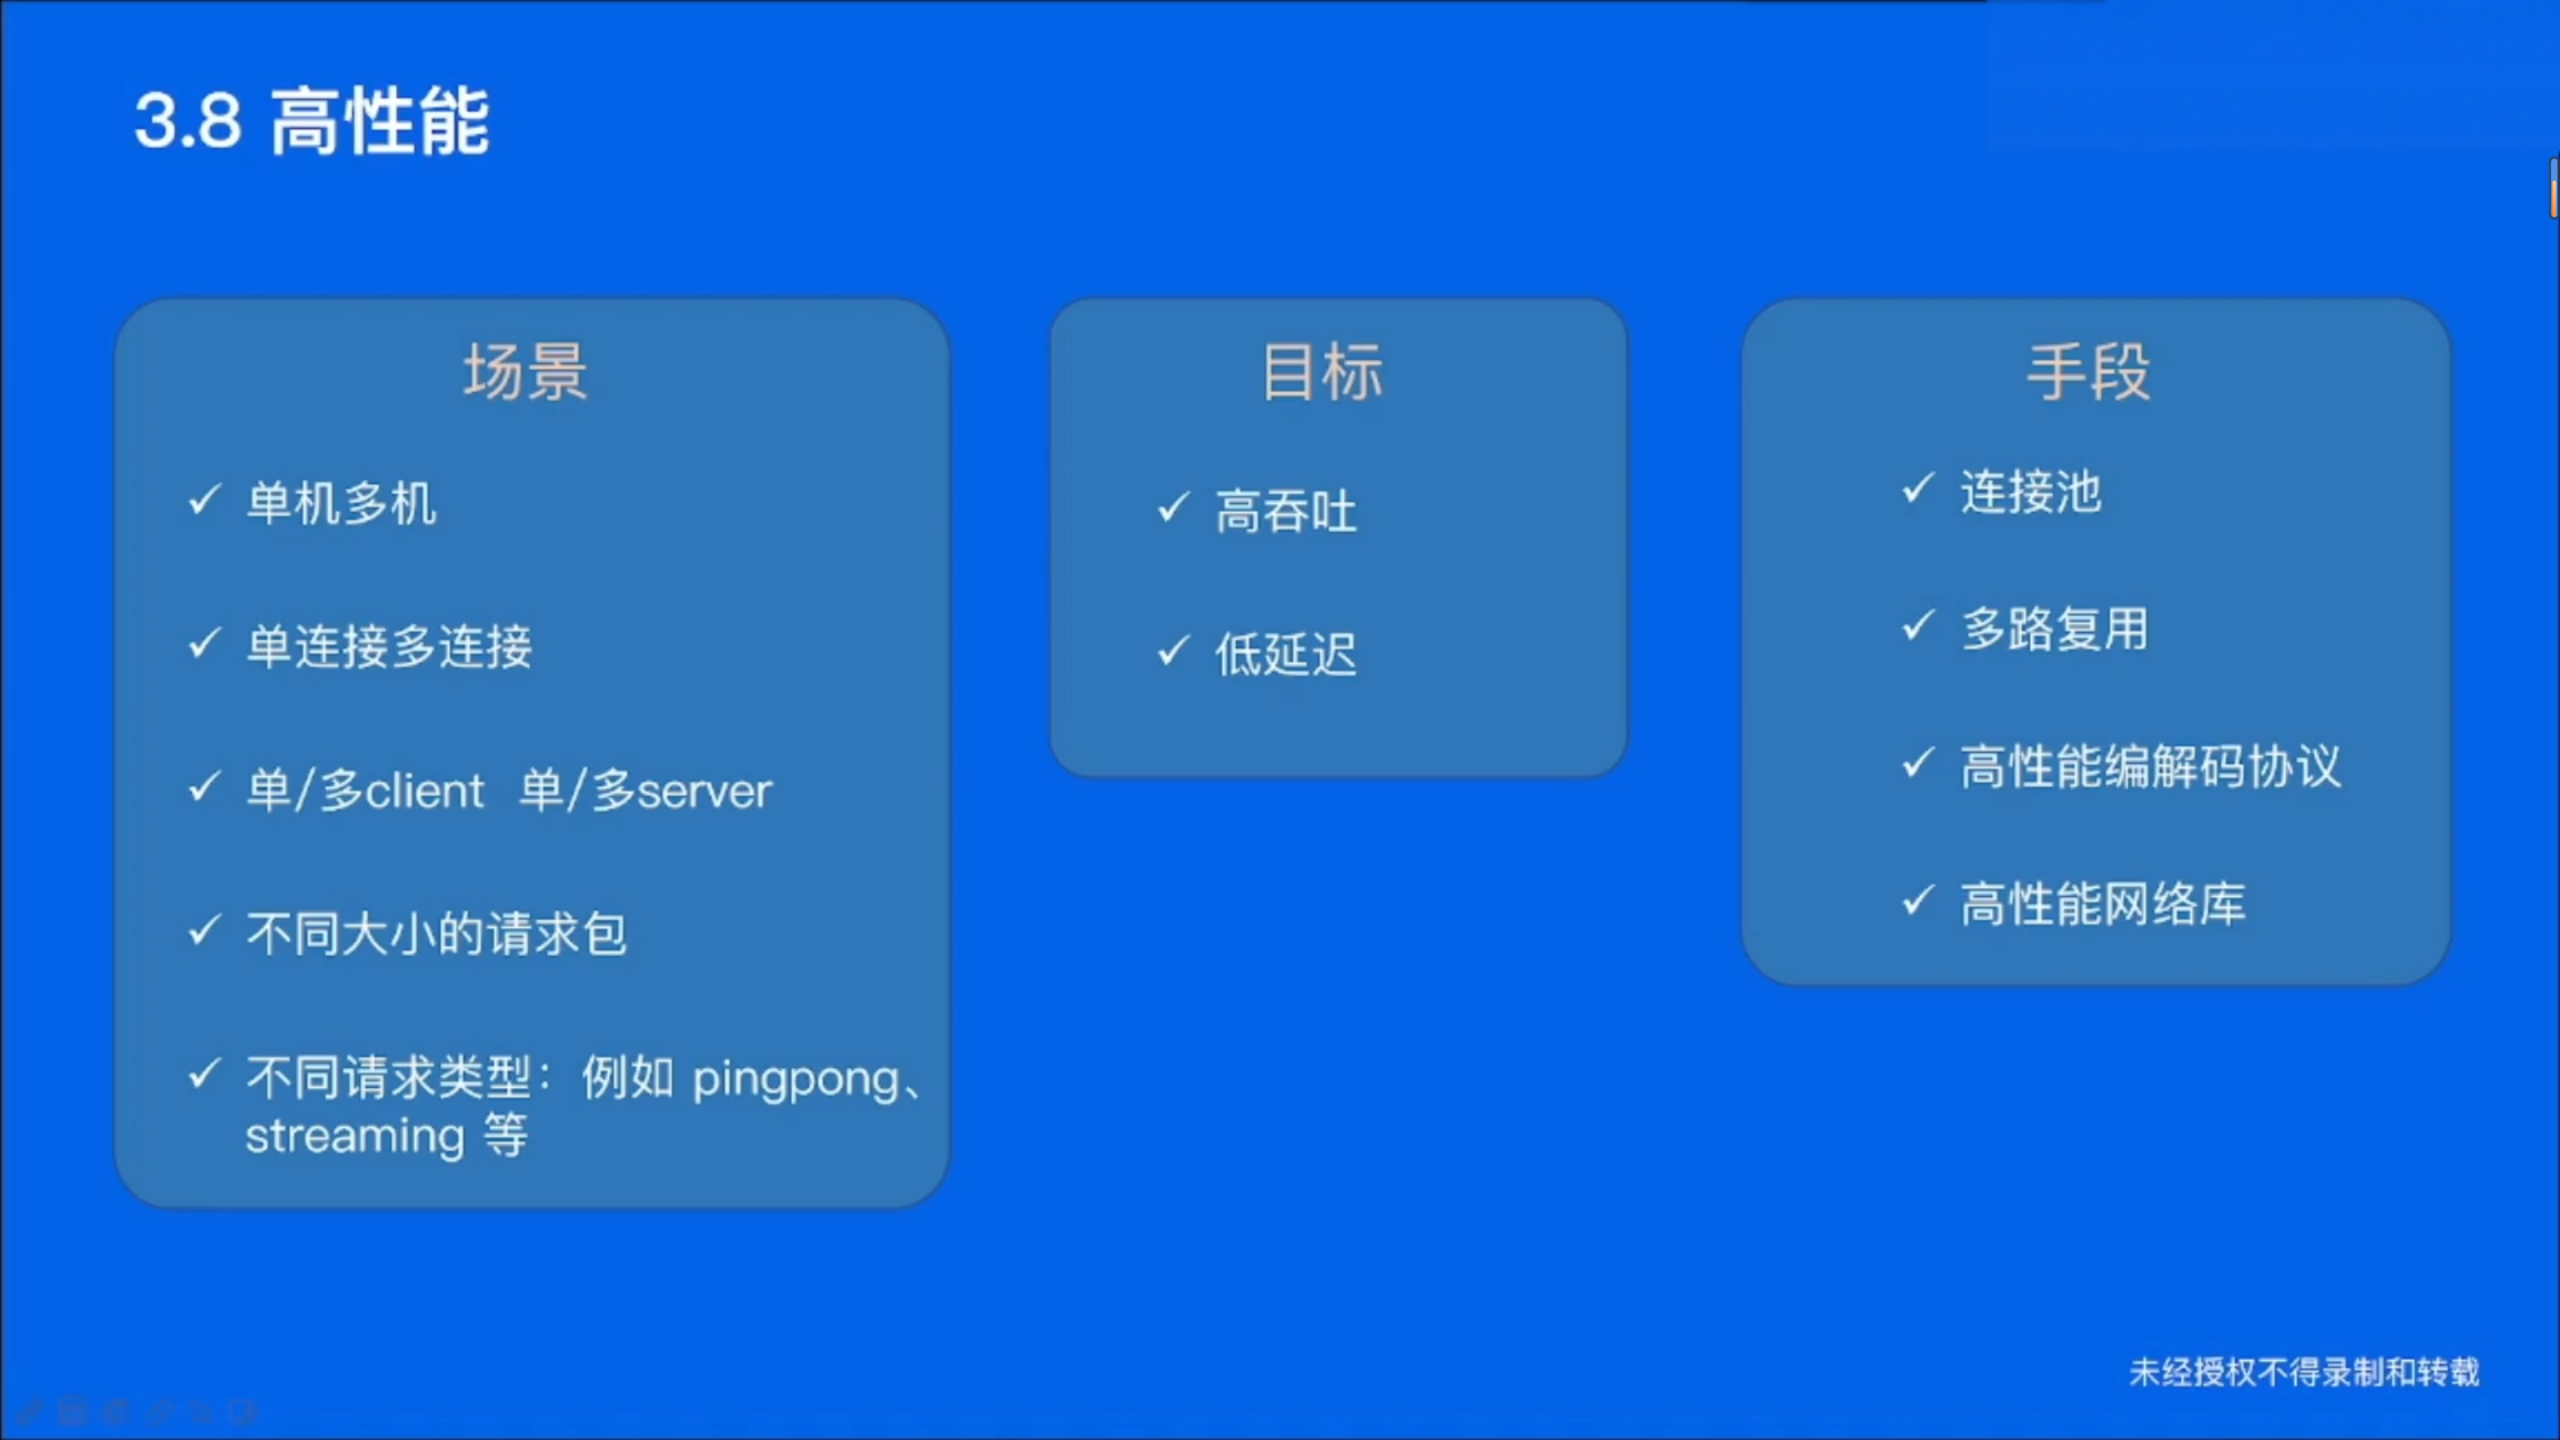 3.8 高性能
场景
单机多机
单连接多连接
单/多client 单/多server
不同大小的请求包
不同请求类型：例如 pingpong、
streaming 等
目标
高吞吐
低延迟
手段
连接池
多路复用
高性能编解码协议
高性能网络库
未经授权不得录制和转载